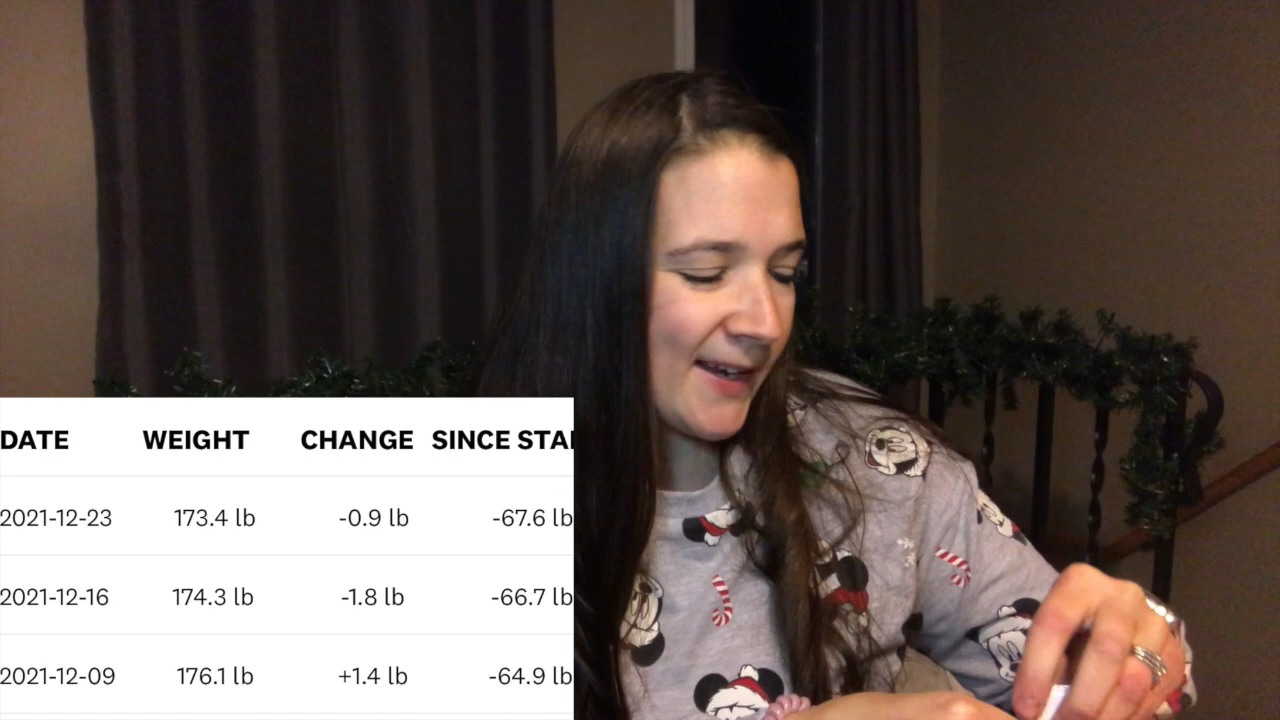 DATE WEIGHT CHANGE SINCE STA
2021-12-23 173.4 lb -0.9 lb -67.6 lb
2021-12-16 174.3 lb -1.8 lb -66.7 lb
2021-12-09 176.1 lb +1.4 lb -64.9 lb